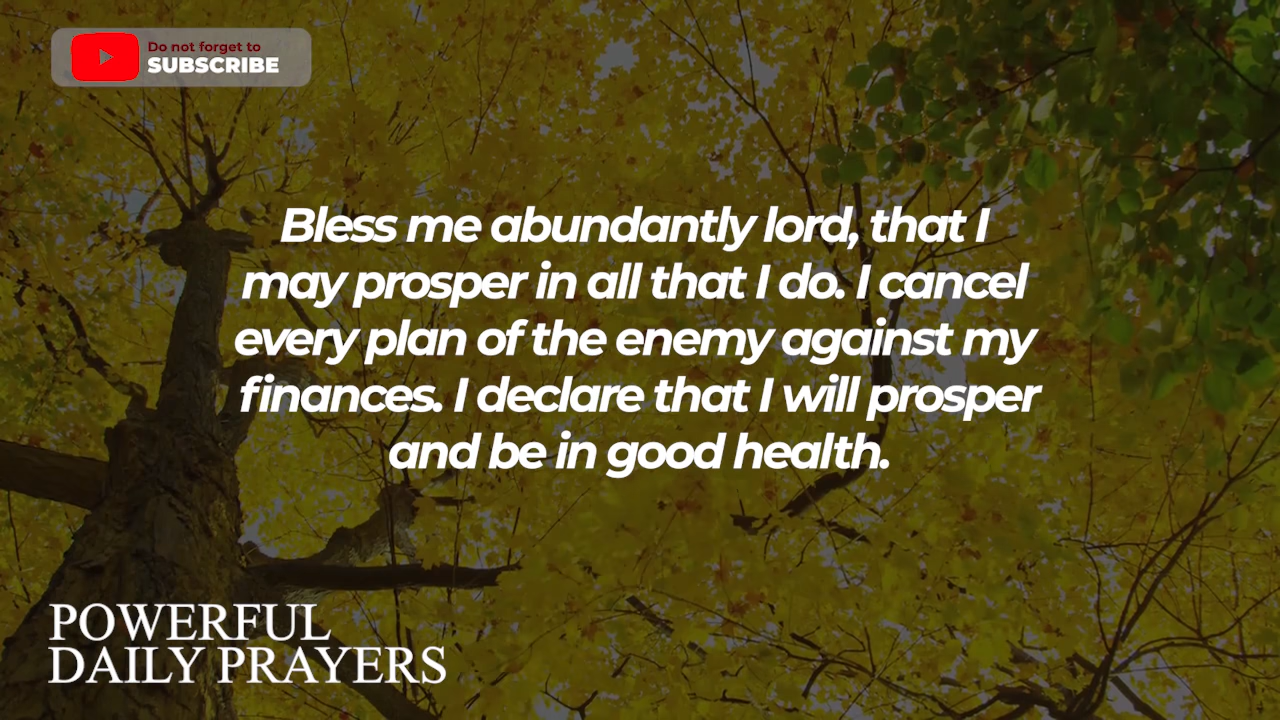 Do not forget to
SUBSCRIBE
Bless me abundantly lord, that I
may prosper in all that I do. I cancel
every plan of the enemy against my
finances. I declare that I will prosper
and be in good health.
POWERFUL
DAILY PRAYERS